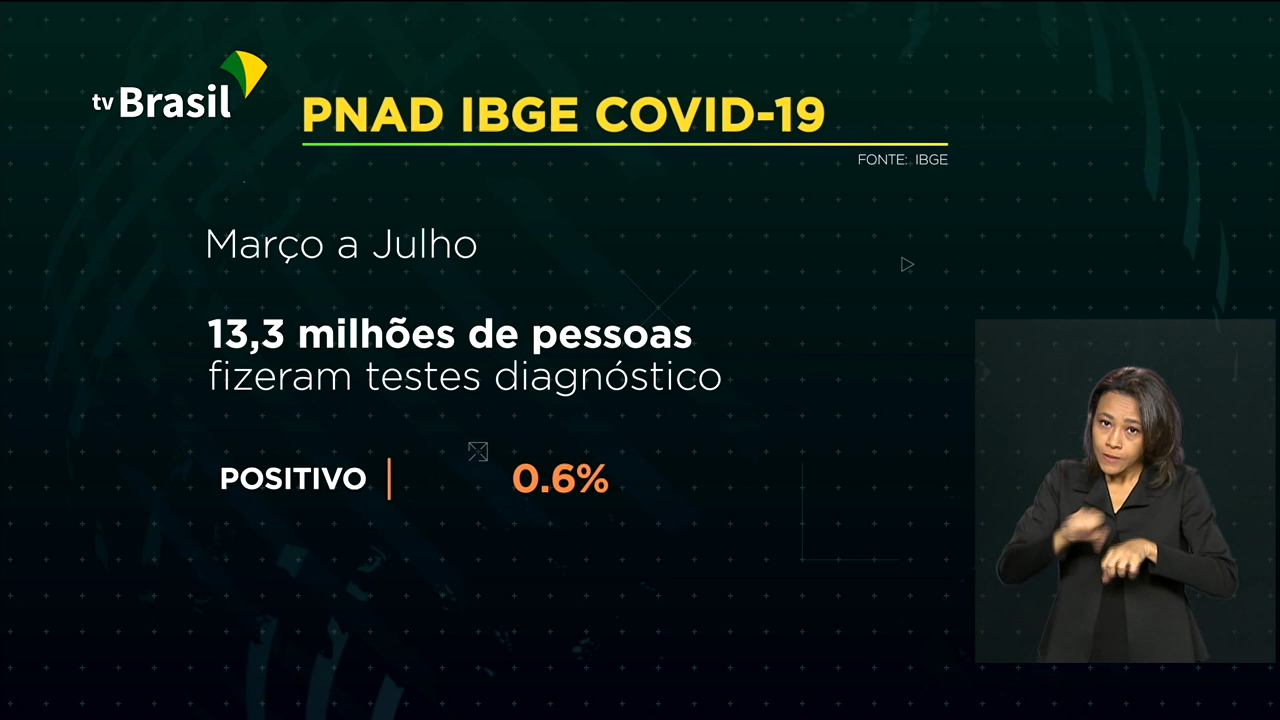 tv Brasil
PNAD IBGE COVID-19
FONTE: IBGE
Março a Julho
13,3 milhões de pessoas
fizeram testes diagnóstico
POSITIVO
0.6%